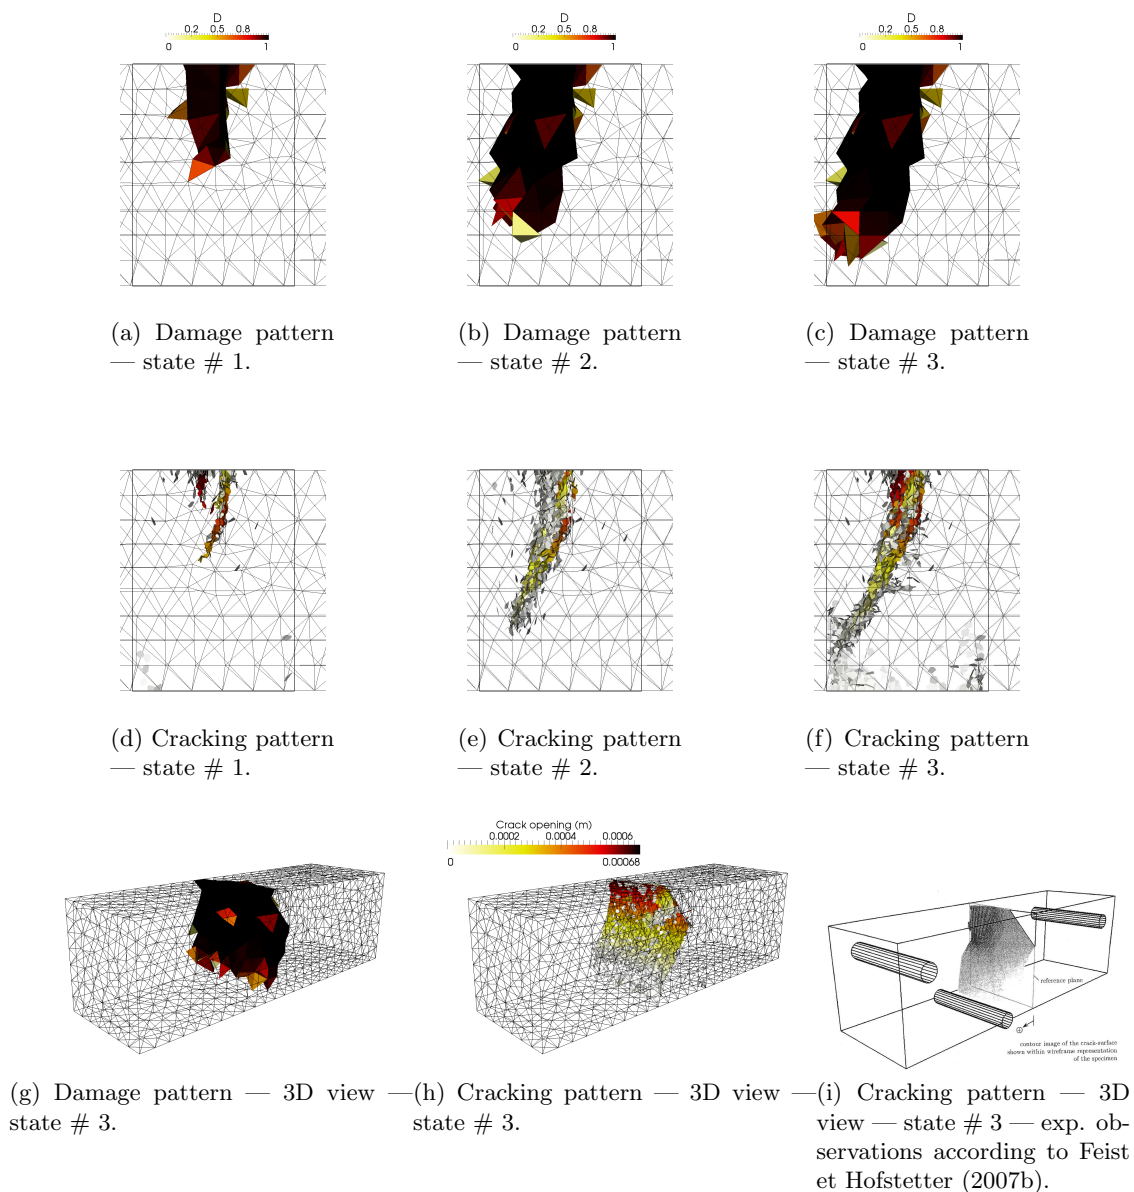 D
0.2 0.5 0.8
0 1
D
0.2 0.5 0.8
0 1
D
0.2 0.5 0.8
0 1
(a) Damage pattern
— state # 1.
(b) Damage pattern
— state # 2.
(c) Damage pattern
— state # 3.
(d) Cracking pattern
— state # 1.
(e) Cracking pattern
— state # 2.
(f) Cracking pattern
— state # 3.
Crack opening (m)
0.0002 0.0004 0.0006
0 0.00068
reference plane
contour image of the crack-surface
shown within wireframe representation
of the specimen
(g) Damage pattern — 3D view —
state # 3.
(h) Cracking pattern — 3D view —
state # 3.
(i) Cracking pattern — 3D
view — state # 3 — exp. ob-
servations according to Feist
et Hofstetter (2007b).